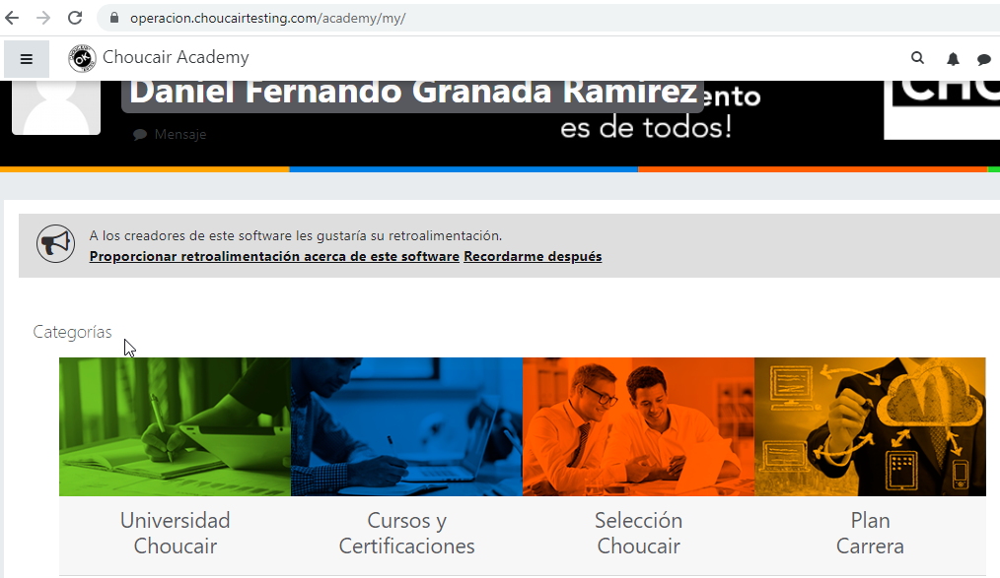 operacion.choucairtesting.com/academy/my/
Choucair Academy
Daniel Fernando Granada Ramirez
ento
es de todos!
Mensaje
A los creadores de este software les gustaría su retroalimentación.
Proporcionar retroalimentación acerca de este software Recordarme después
Categorías
Universidad
Choucair
Cursos y
Certificaciones
Selección
Choucair
Plan
Carrera